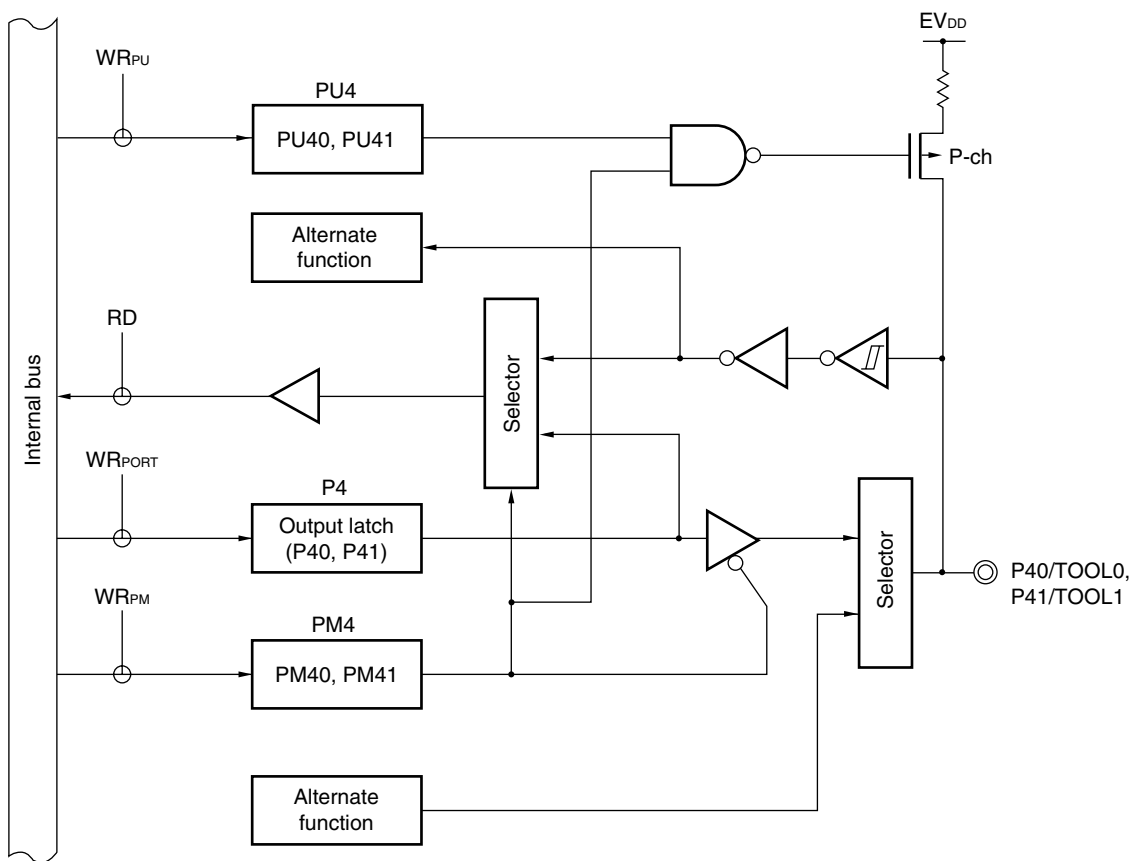 EVDD
WRPU
PU4
PU40, PU41
P-ch
Alternate
function
RD
Internal bus
Selector
WRPORT
P4
Output latch
(P40, P41)
Selector
P40/TOOL0,
P41/TOOL1
WRPM
PM4
PM40, PM41
Alternate
function